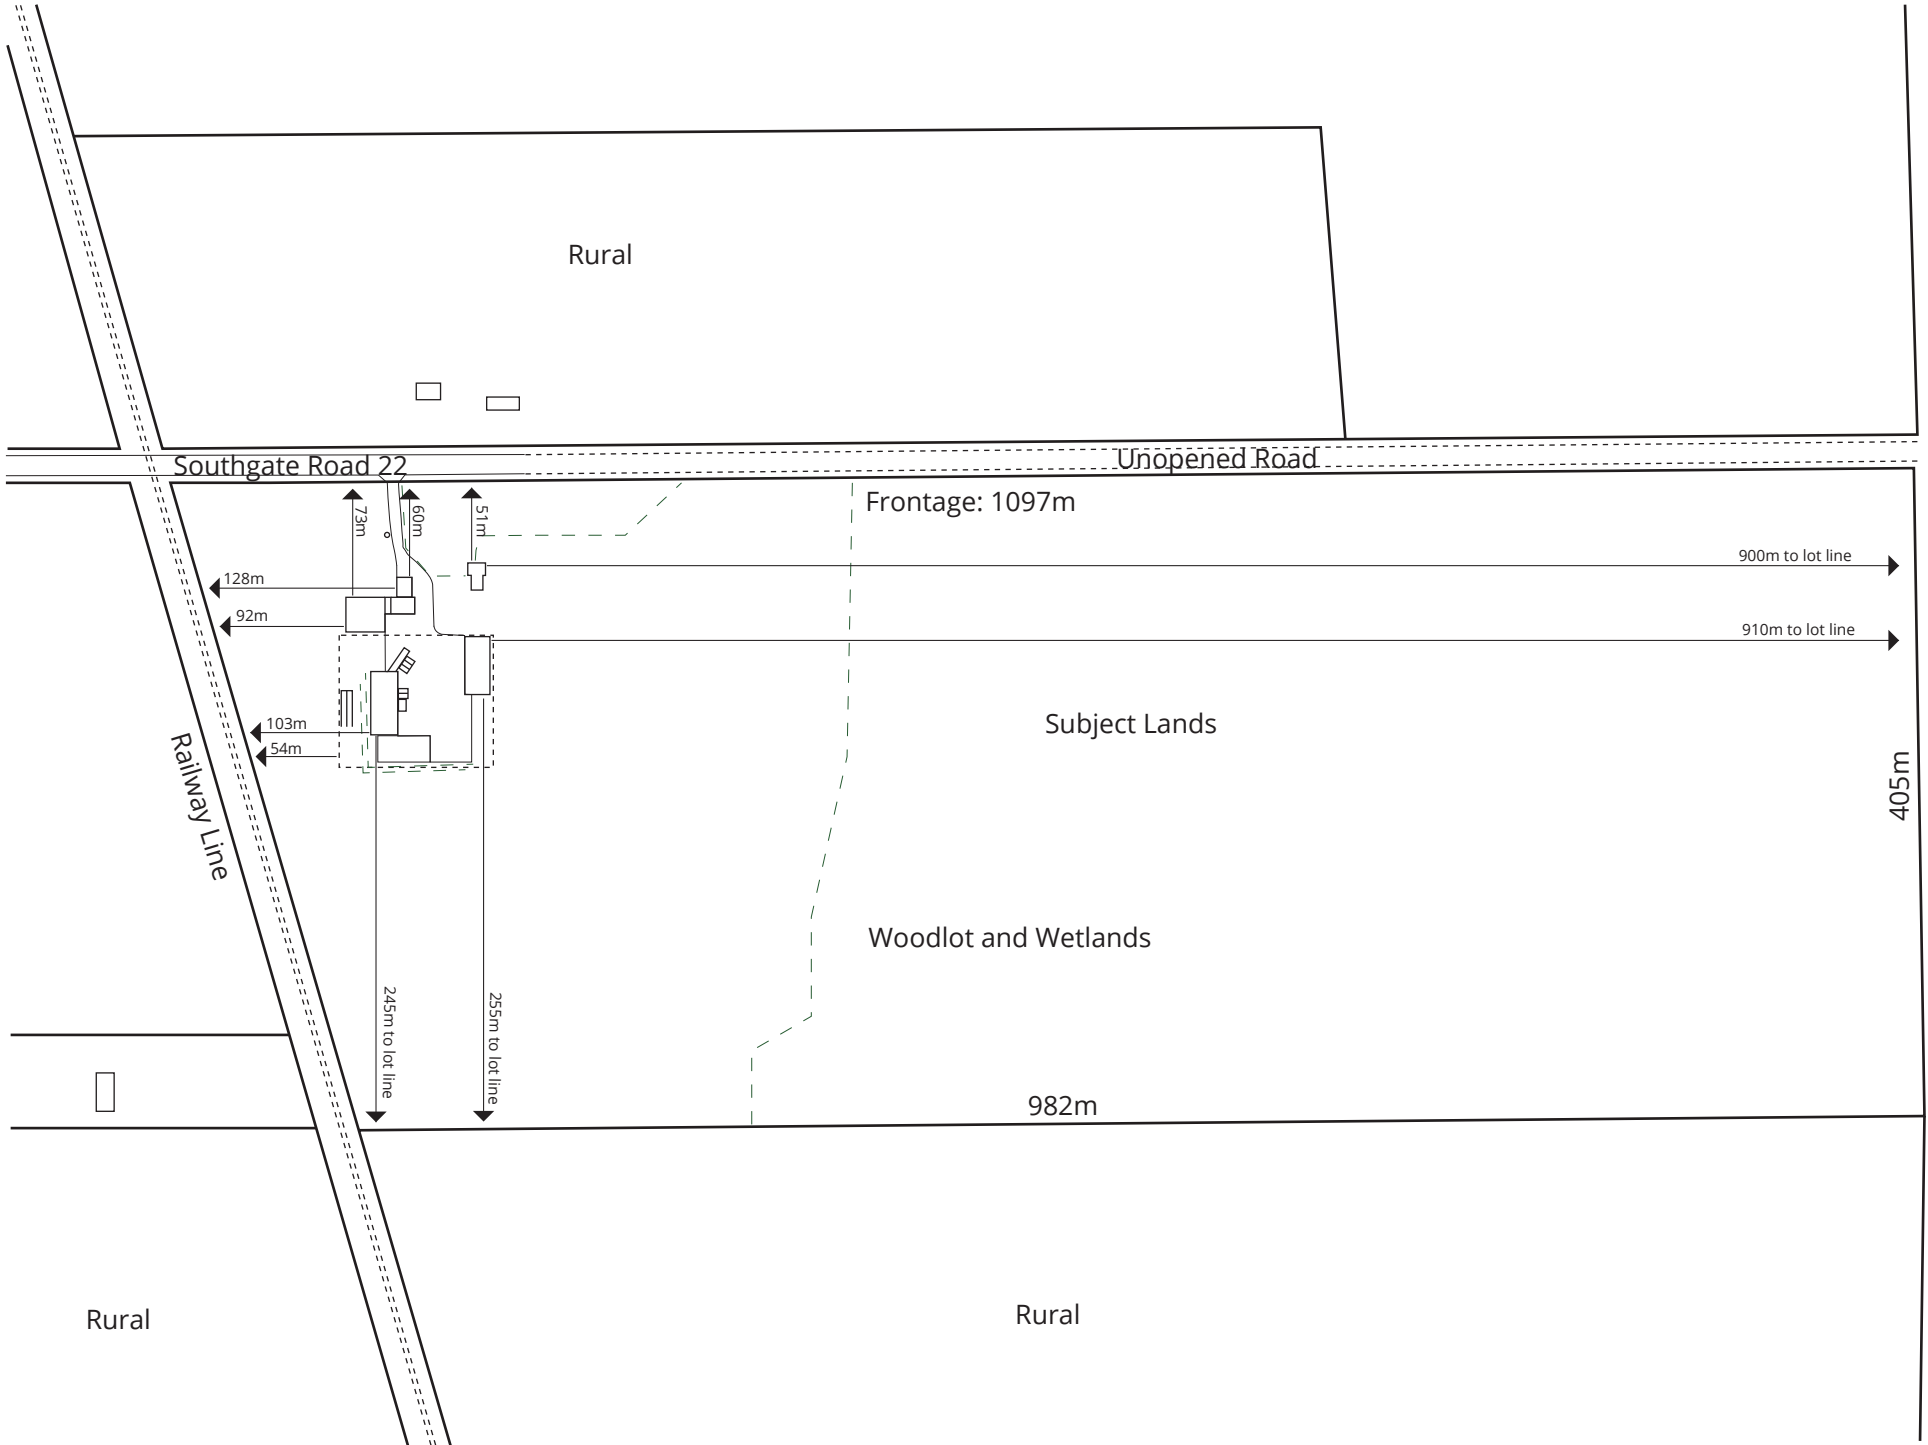 Rural
Southgate Road 22
Unopened Road
Frontage: 1097m
73m
60m
51m
900m to lot line
128m
92m
910m to lot line
Subject Lands
103m
54m
Railway Line
405m
Woodlot and Wetlands
245m to lot line
255m to lot line
982m
Rural
Rural